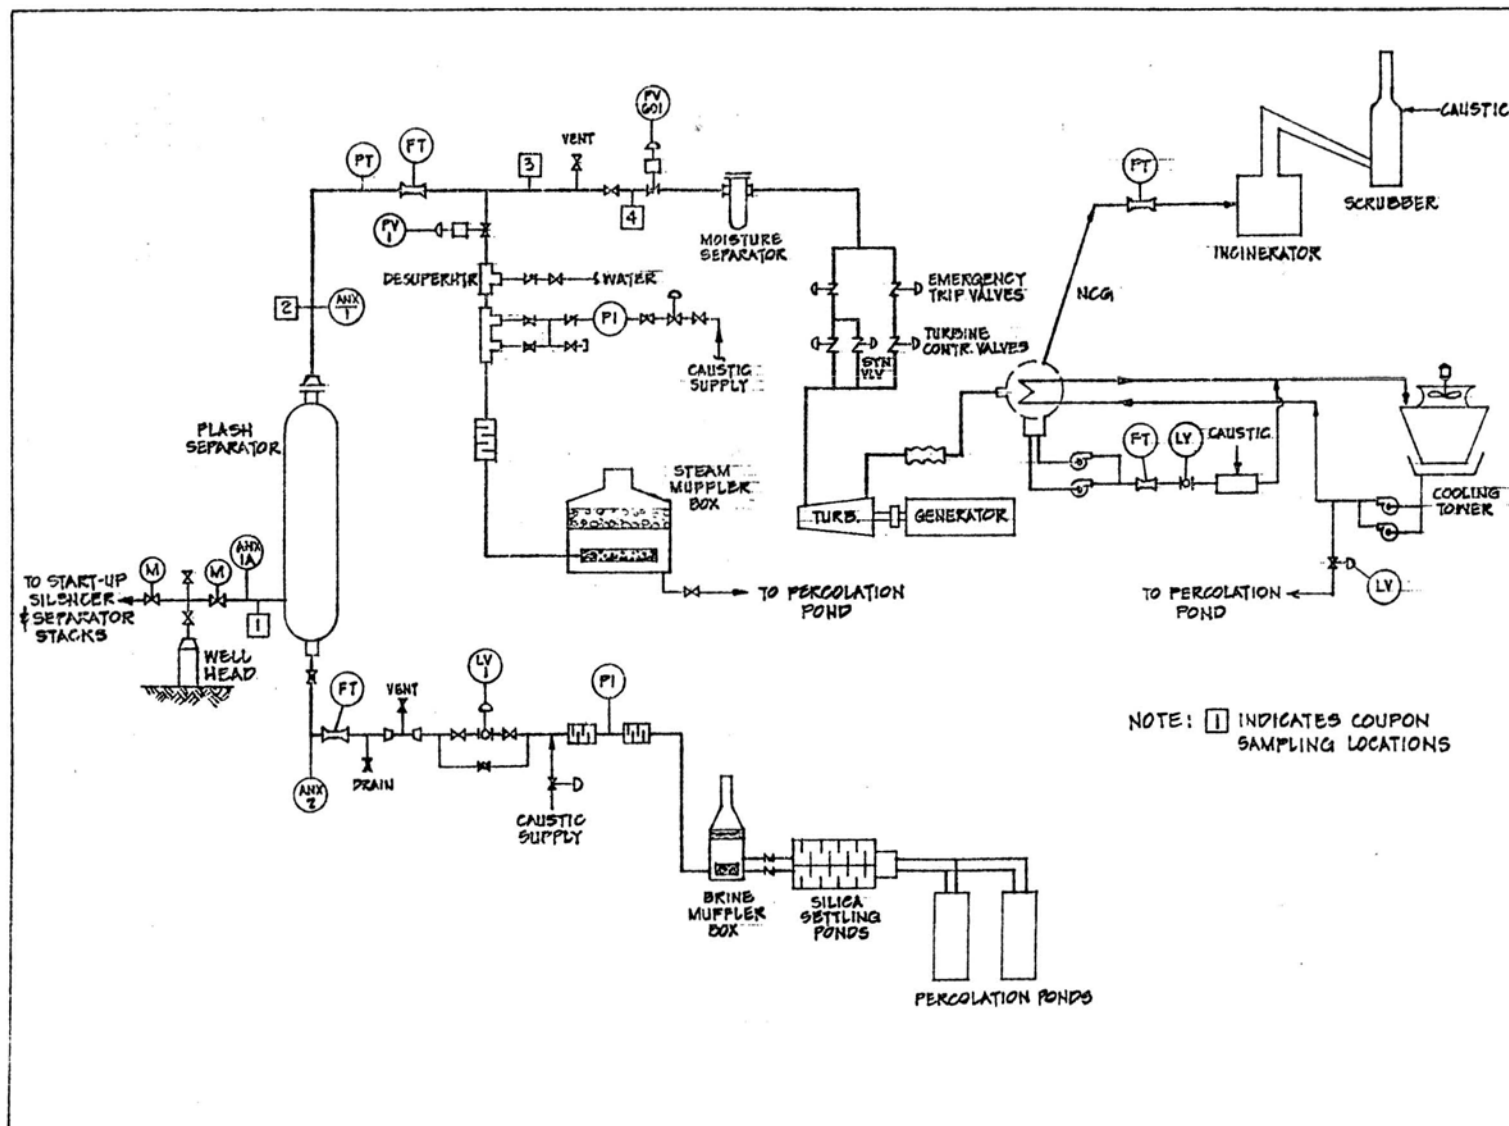 PV
601
CAUSTIC
SCRUBBER
FT
INCINERATOR
NCG
PT
FT
VENT
3
4
MOISTURE
SEPARATOR
PV
1
DESUPERHTR
WATER
PI
CAUSTIC
SUPPLY
EMERGENCY
TRIP VALVES
TURBINE
CONTR. VALVES
SYN
VLV
2
ANX
1
FLASH
SEPARATOR
STEAM
MUFFLER
BOX
TO PERCOLATION
POND
TURB.
GENERATOR
FT
LV
CAUSTIC
COOLING
TOWER
LV
TO PERCOLATION
POND
ANX
1A
M
M
TO START-UP
SILENCER
& SEPARATOR
STACKS
1
WELL
HEAD
FT
VENT
LV
1
PI
DRAIN
ANX
2
CAUSTIC
SUPPLY
BRINE
MUFFLER
BOX
SILICA
SETTLING
PONDS
PERCOLATION PONDS
NOTE: 1 INDICATES COUPON
SAMPLING LOCATIONS